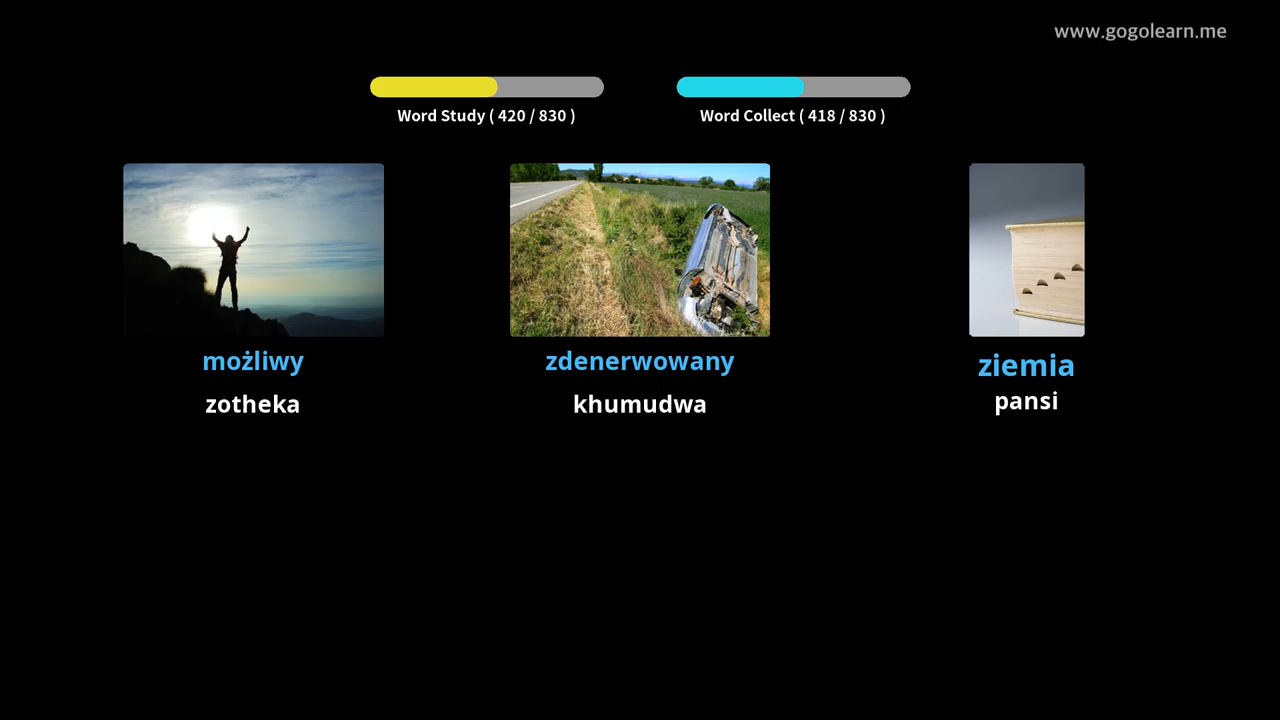 www.gogolearn.me
Word Study ( 420 / 830 )
Word Collect ( 418 / 830 )
możliwy
zotheka
zdenerwowany
khumudwa
ziemia
pansi